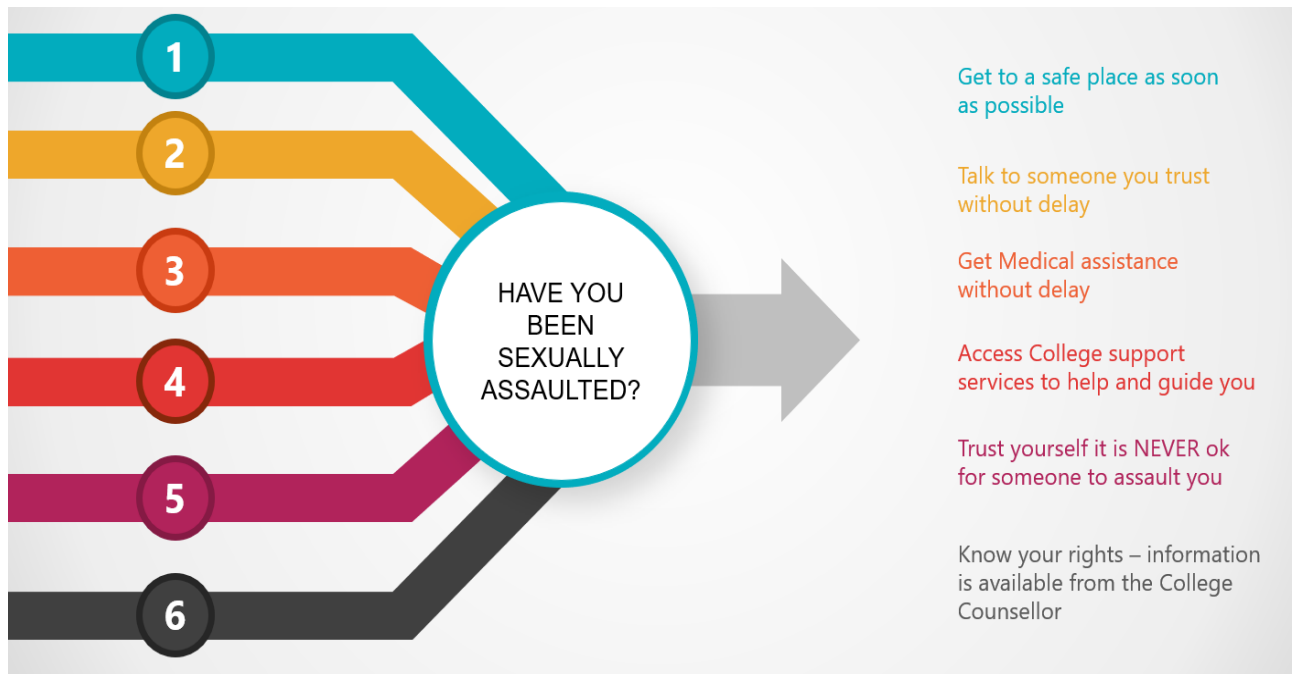 1
2
3
4
5
6
HAVE YOU
BEEN
SEXUALLY
ASSAULTED?
Get to a safe place as soon
as possible
Talk to someone you trust
without delay
Get Medical assistance
without delay
Access College support
services to help and guide you
Trust yourself it is NEVER ok
for someone to assault you
Know your rights – information
is available from the College
Counsellor